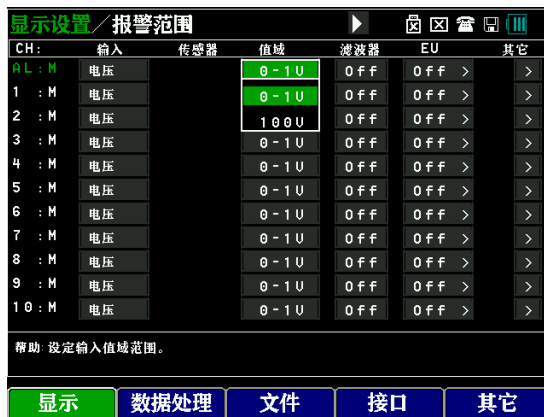 显示设置／报警范围
CH: 输入 传感器 值域 滤波器 EU 其它
AL:M 电压 0-1V Off Off >  >
1 :M 电压 0-1V Off Off > >
2 :M 电压 100V Off Off > >
3 :M 电压 0-1V Off Off > >
4 :M 电压 0-1V Off Off > >
5 :M 电压 0-1V Off Off > >
6 :M 电压 0-1V Off Off > >
7 :M 电压 0-1V Off Off > >
8 :M 电压 0-1V Off Off > >
9 :M 电压 0-1V Off Off > >
10:M 电压 0-1V Off Off > >
帮助:设定输入值域范围。
显示 数据处理 文件 接口 其它